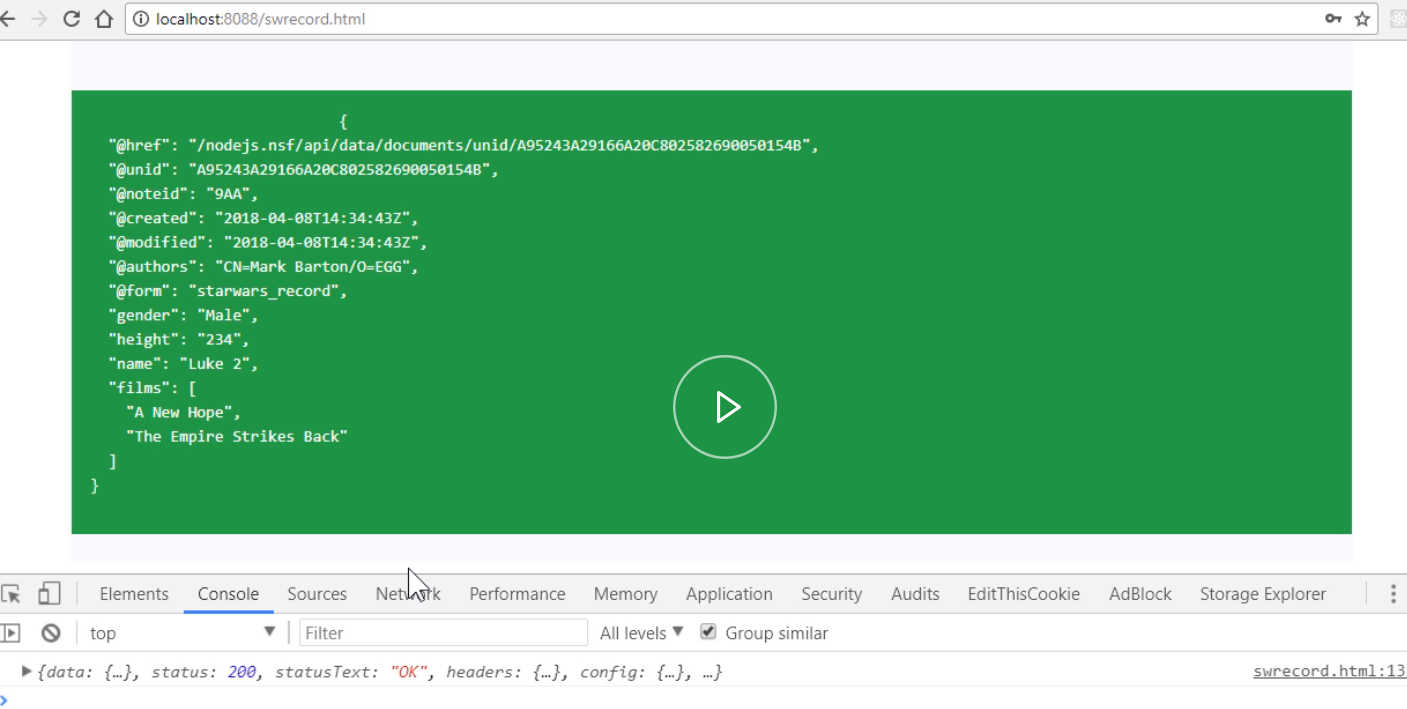 localhost:8088/swrecord.html
{
"@href": "/nodejs.nsf/api/data/documents/unid/A95243A29166A20C802582690050154B",
"@unid": "A95243A29166A20C802582690050154B",
"@noteid": "9AA",
"@created": "2018-04-08T14:34:43Z",
"@modified": "2018-04-08T14:34:43Z",
"@authors": "CN=Mark Barton/O=EGG",
"@form": "starwars_record",
"gender": "Male",
"height": "234",
"name": "Luke 2",
"films": [
"A New Hope",
"The Empire Strikes Back"
]
}
Elements Console Sources Network Performance Memory Application Security Audits EditThisCookie AdBlock Storage Explorer
top Filter All levels Group similar
{data: {…}, status: 200, statusText: "OK", headers: {…}, config: {…}, …} swrecord.html:13